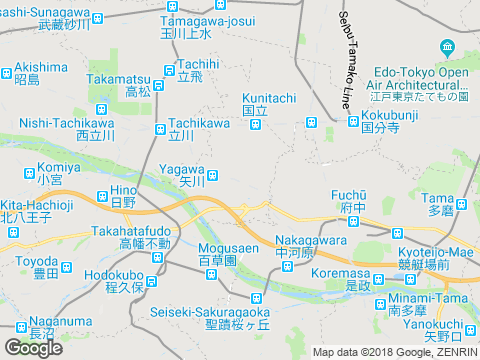 asashi-Sunagawa
武蔵砂川
Tamagawa-josui
玉川上水
Seibu-Tamako Line
Edo-Tokyo Open
Air Architectural...
江戸東京たてもの園
Akishima
昭島
Tachihi
立飛
Takamatsu
高松
Kunitachi
国立
Kokubunji
国分寺
Nishi-Tachikawa
西立川
Tachikawa
立川
Komiya
小宮
Yagawa
矢川
Hino
日野
Fuchū
府中
Tama
多磨
Kita-Hachioji
北八王子
Takahatafudo
高幡不動
Mogusaen
百草園
Nakagawara
中河原
Kyoteijo-Mae
競艇場前
Toyoda
豊田
Hodokubo
程久保
Koremasa
是政
Minami-Tama
南多摩
Seiseki-Sakuragaoka
聖蹟桜ヶ丘
Naganuma
長沼
Yanokuchi
矢野口
Google
Map data ©2018 Google, ZENRIN